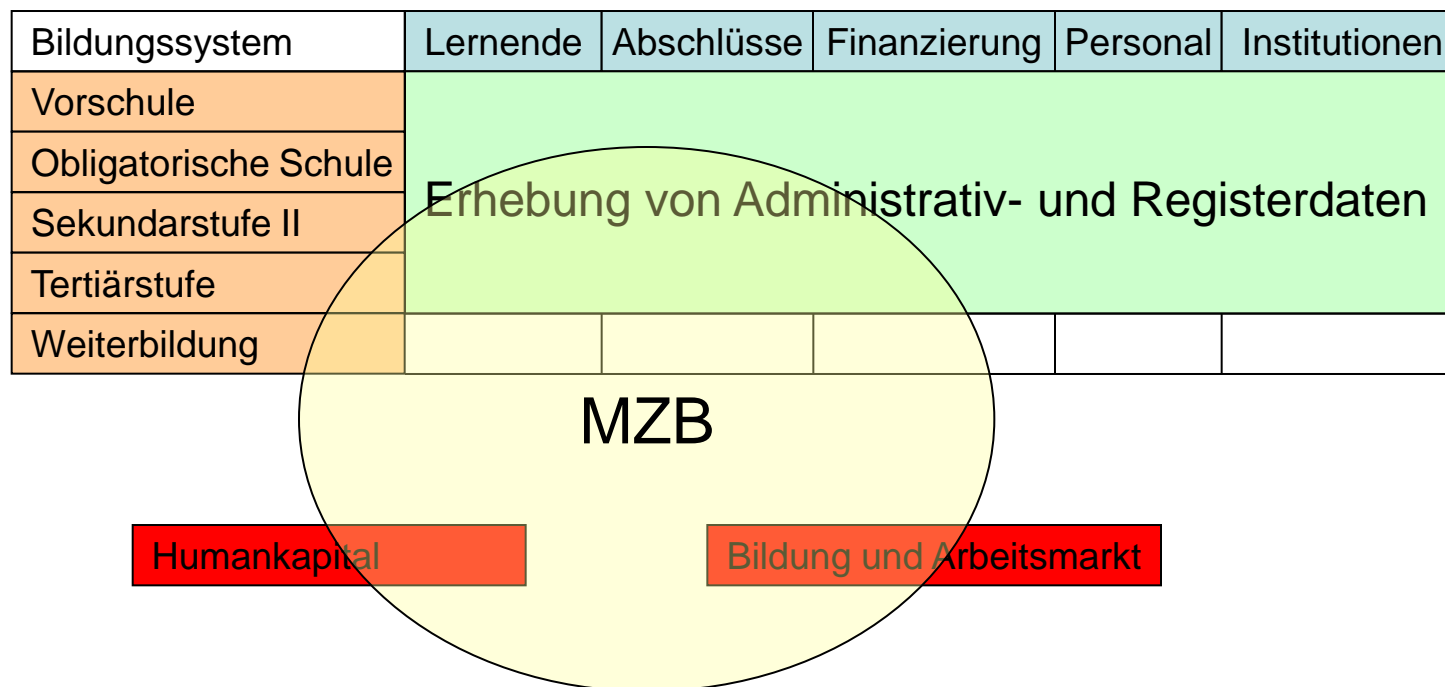 Bildungssystem Lernende Abschlüsse Finanzierung Personal Institutionen
Vorschule
Obligatorische Schule
Erhebung von Administrativ- und Registerdaten
Sekundarstufe II
Tertiärstufe
Weiterbildung
MZB
Humankapital Bildung und Arbeitsmarkt